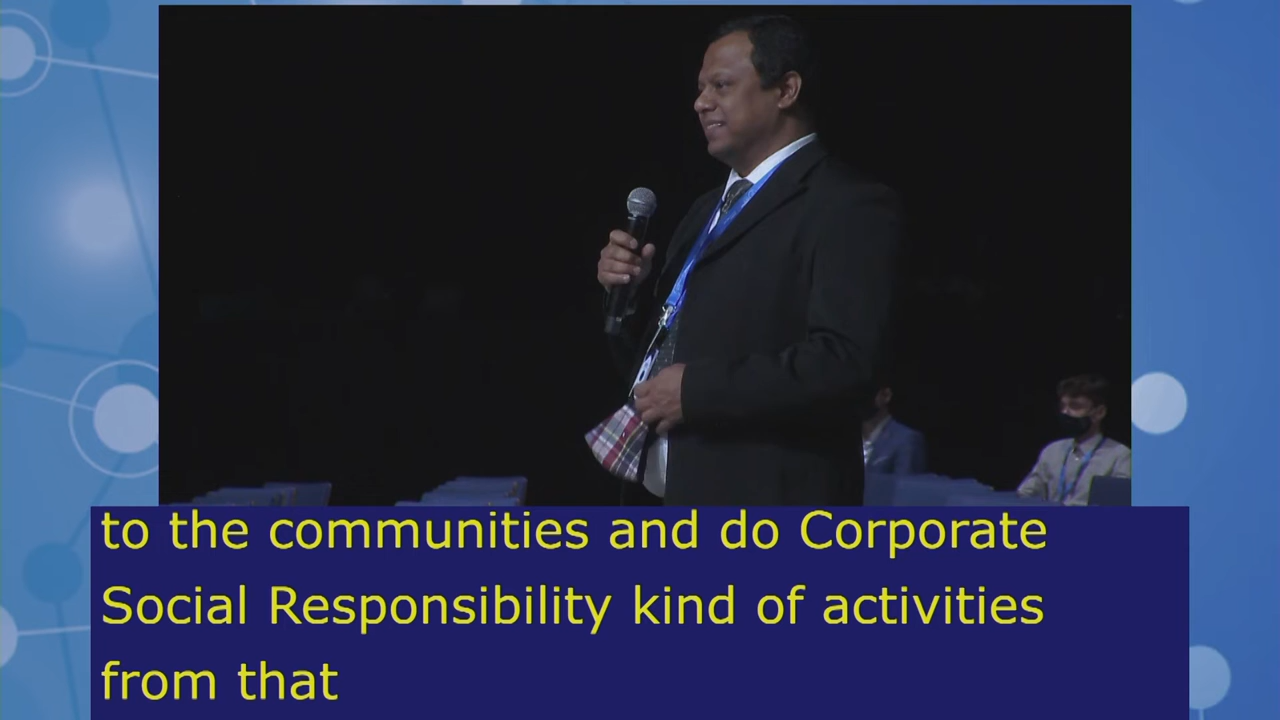 to the communities and do Corporate
Social Responsibility kind of activities
from that